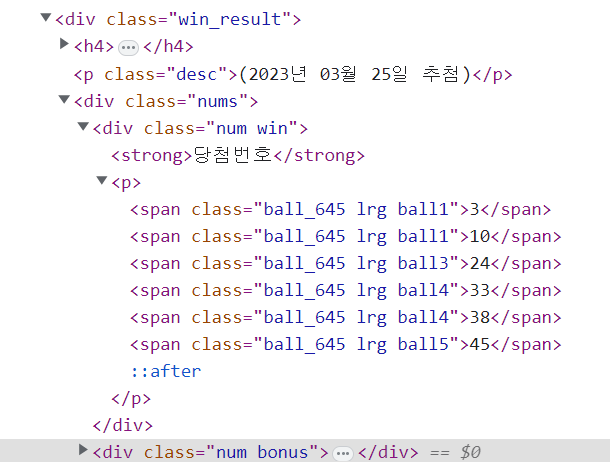 ▼<div class="win_result">
▶<h4>…</h4>
<p class="desc">(2023년 03월 25일 추첨)</p>
▼<div class="nums">
▼<div class="num win">
<strong>당첨번호</strong>
▼<p>
<span class="ball_645 lrg ball1">3</span>
<span class="ball_645 lrg ball1">10</span>
<span class="ball_645 lrg ball3">24</span>
<span class="ball_645 lrg ball4">33</span>
<span class="ball_645 lrg ball4">38</span>
<span class="ball_645 lrg ball5">45</span>
::after
</p>
</div>
▶<div class="num bonus">…</div> == $0